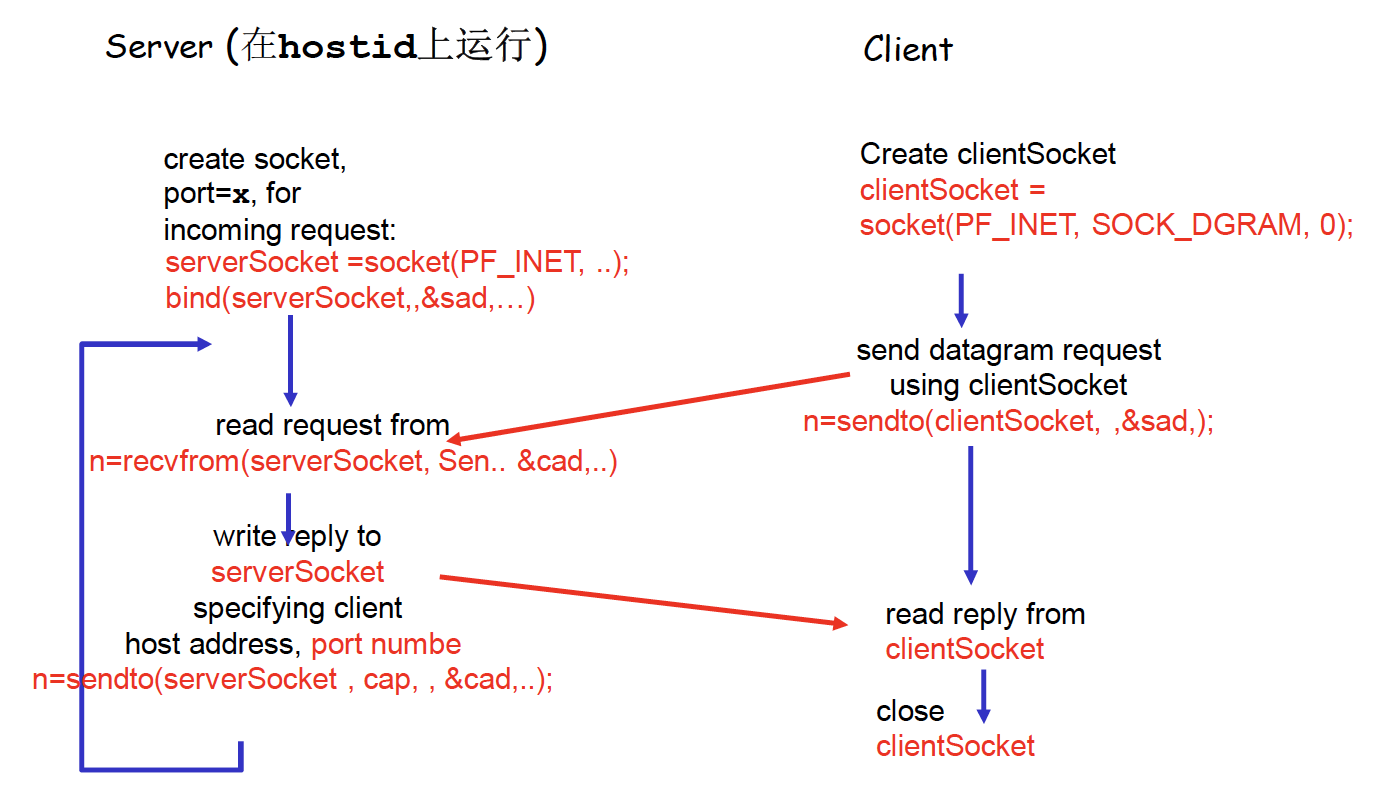 Server (在hostid上运行)
create socket,
port=x, for
incoming request:
serverSocket =socket(PF_INET, ..);
bind(serverSocket,,&sad,…)
read request from
n=recvfrom(serverSocket, Sen.. &cad,..)
write reply to
serverSocket
specifying client
host address, port numbe
n=sendto(serverSocket , cap, , &cad,..);
Client
Create clientSocket
clientSocket =
socket(PF_INET, SOCK_DGRAM, 0);
send datagram request
using clientSocket
n=sendto(clientSocket, ,&sad,);
read reply from
clientSocket
close
clientSocket